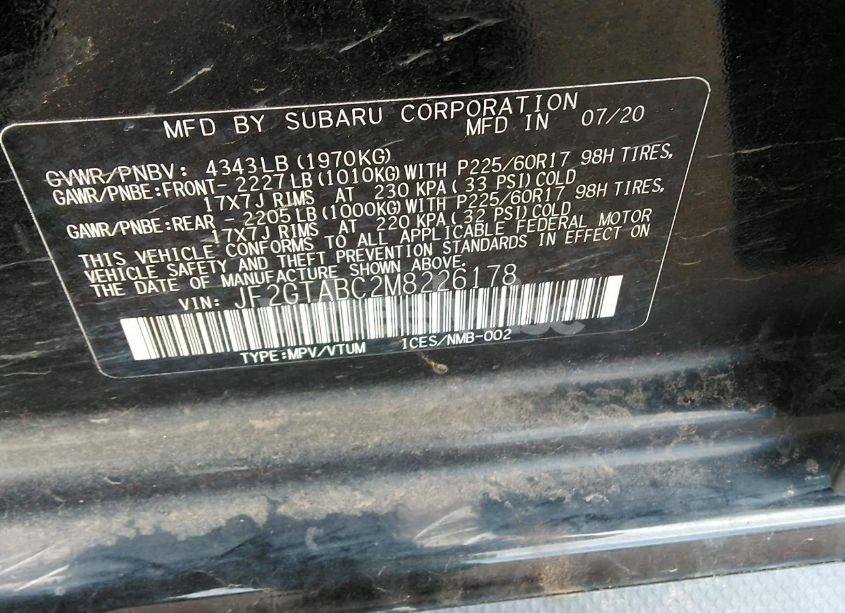 MFD BY SUBARU CORPORATION
MFD IN 07/20
GVWR/PNBV: 4343LB(1970KG)
GAWR/PNBE:FRONT- 2227LB(1010KG)WITH P225/60R17 98H TIRES,
17X7J RIMS AT 230 KPA(33 PSI)COLD
GAWR/PNBE:REAR - 2205LB(1000KG)WITH P225/60R17 98H TIRES,
17X7J RIMS AT 220 KPA(32 PSI)COLD
THIS VEHICLE CONFORMS TO ALL APPLICABLE FEDERAL MOTOR
VEHICLE SAFETY AND THEFT PREVENTION STANDARDS IN EFFECT ON
THE DATE OF MANUFACTURE SHOWN ABOVE.
VIN: JF2GTABC2M8226178
TYPE:MPV/VTUM 1CES/NMB-002